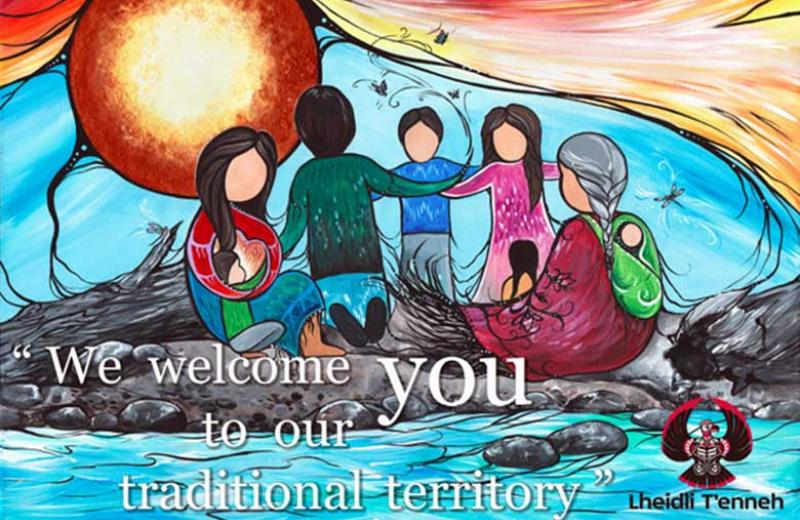 “ We welcome you
to our
traditional territory ”
Lheidli T'enneh